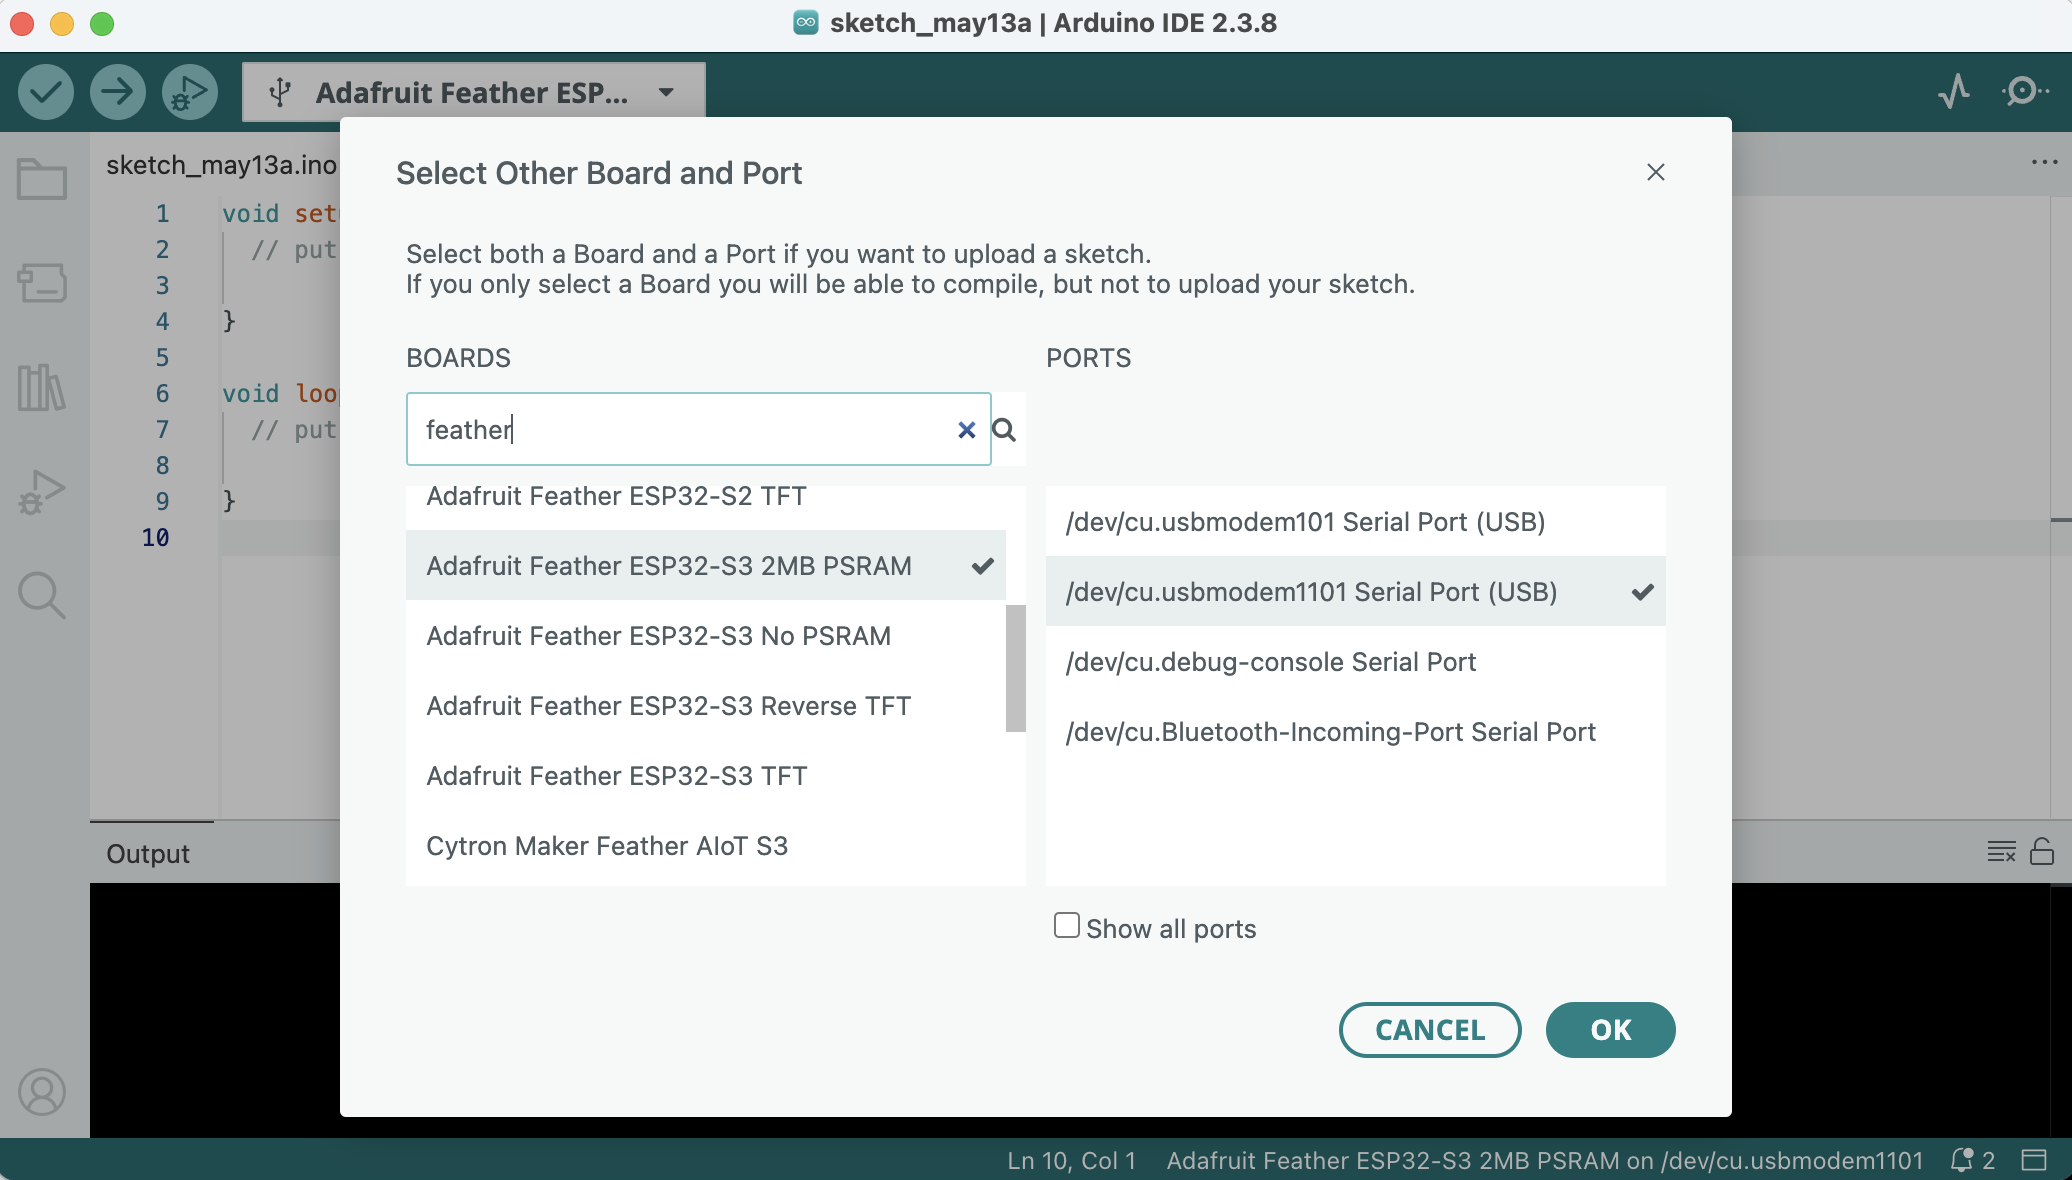 sketch_may13a | Arduino IDE 2.3.8
Adafruit Feather ESP...
sketch_may13a.ino
1 void set
2 // put
3
4 }
5
6 void loo
7 // put
8
9 }
10
Select Other Board and Port
Select both a Board and a Port if you want to upload a sketch.
If you only select a Board you will be able to compile, but not to upload your sketch.
BOARDS
PORTS
feather
Adafruit Feather ESP32-S2 TFT
Adafruit Feather ESP32-S3 2MB PSRAM
Adafruit Feather ESP32-S3 No PSRAM
Adafruit Feather ESP32-S3 Reverse TFT
Adafruit Feather ESP32-S3 TFT
Cytron Maker Feather AIoT S3
/dev/cu.usbmodem101 Serial Port (USB)
/dev/cu.usbmodem1101 Serial Port (USB)
/dev/cu.debug-console Serial Port
/dev/cu.Bluetooth-Incoming-Port Serial Port
Show all ports
CANCEL
OK
Output
Ln 10, Col 1 Adafruit Feather ESP32-S3 2MB PSRAM on /dev/cu.usbmodem1101 2